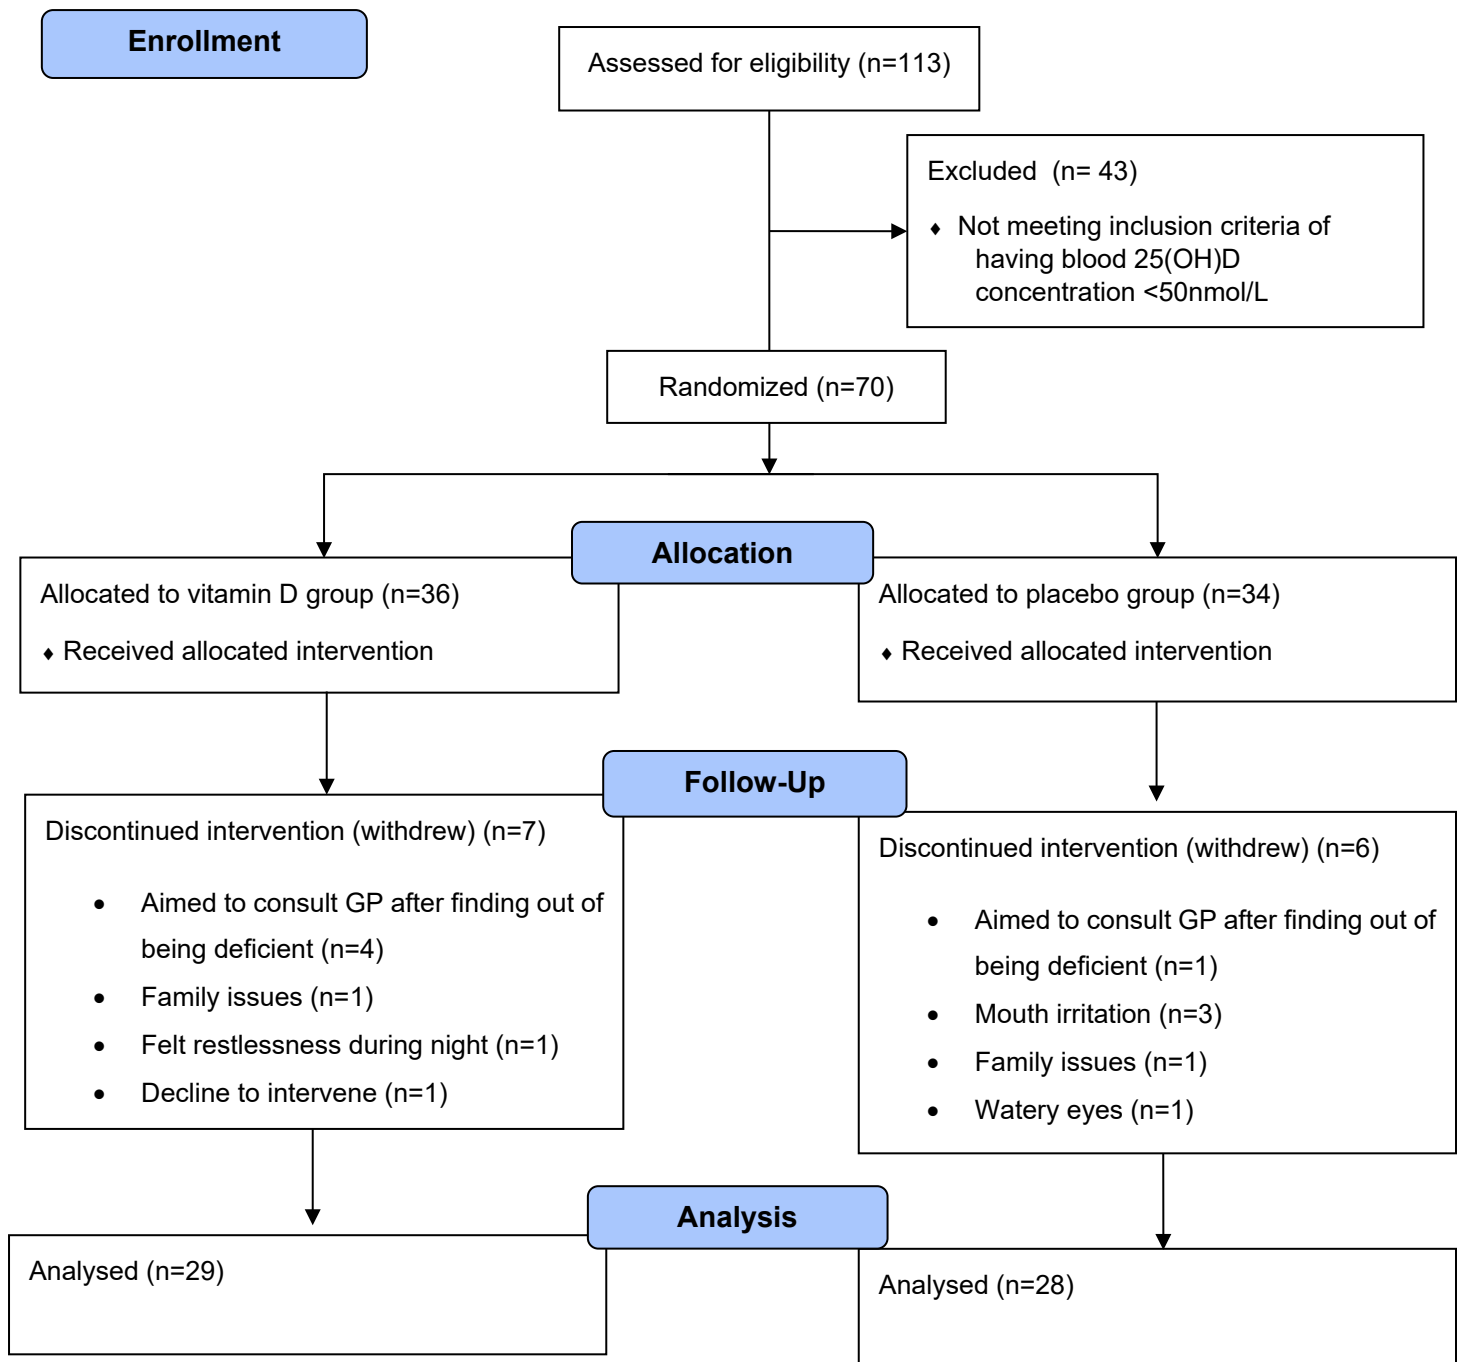 Enrollment
Assessed for eligibility (n=113)
Excluded  (n= 43)
♦ Not meeting inclusion criteria of
having blood 25(OH)D
concentration <50nmol/L
Randomized (n=70)
Allocation
Allocated to vitamin D group (n=36)
♦ Received allocated intervention
Allocated to placebo group (n=34)
♦ Received allocated intervention
Follow-Up
Discontinued intervention (withdrew) (n=7)
• Aimed to consult GP after finding out of
being deficient (n=4)
• Family issues (n=1)
• Felt restlessness during night (n=1)
• Decline to intervene (n=1)
Discontinued intervention (withdrew) (n=6)
• Aimed to consult GP after finding out of
being deficient (n=1)
• Mouth irritation (n=3)
• Family issues (n=1)
• Watery eyes (n=1)
Analysis
Analysed (n=29)
Analysed (n=28)